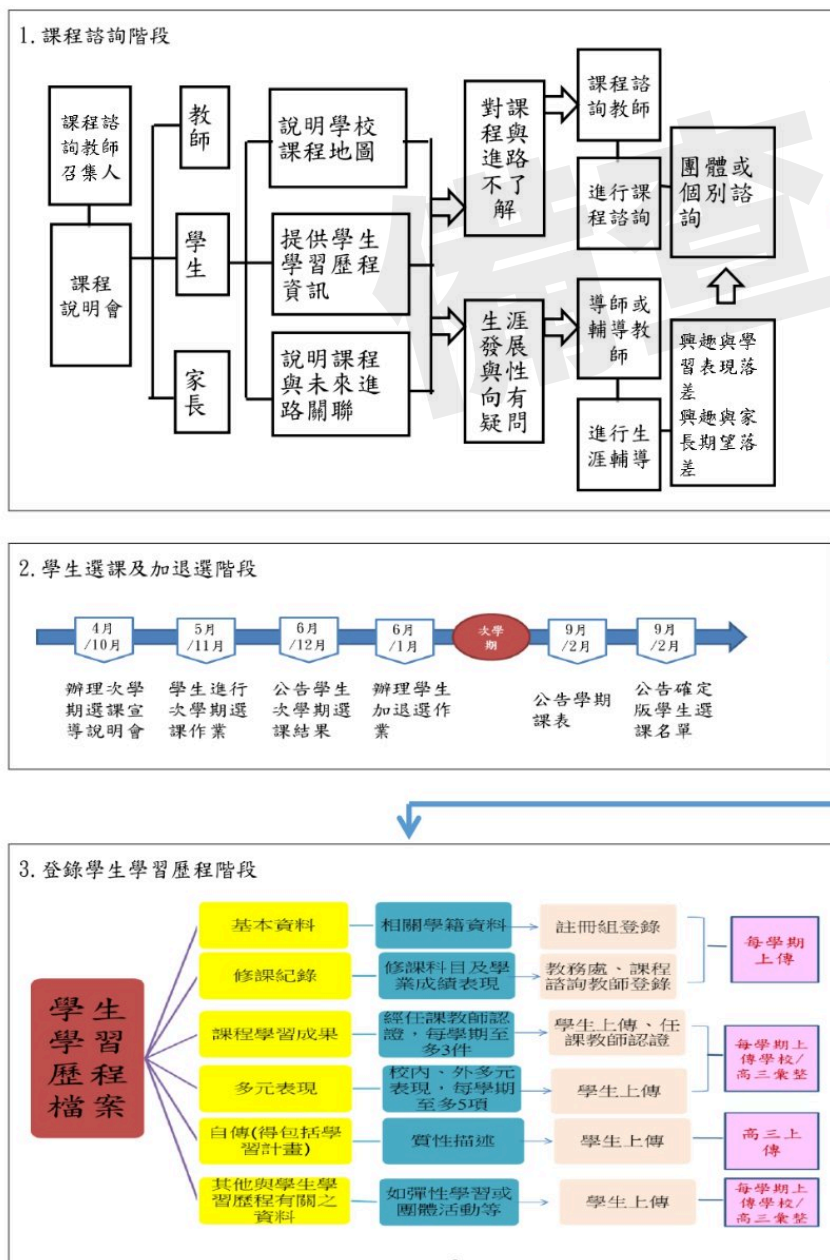 1.課程諮詢階段
課程諮
詢教師
召集人
課程
說明會
教
師
學
生
家
長
說明學校
課程地圖
提供學生
學習歷程
資訊
說明課程
與未來進
路關聯
對課
程與
進路
不了
解
生涯
發展
與性
向有
疑問
課程諮
詢教師
進行課
程諮詢
導師或
輔導教
師
進行生
涯輔導
團體或
個別諮
詢
興趣與學
習表現落
差
興趣與家
長期望落
差
備查
2.學生選課及加退選階段
4月
/10月
5月
/11月
6月
/12月
6月
/1月
次學
期
9月
/2月
9月
/2月
辦理次學
期選課宣
導說明會
學生進行
次學期選
課作業
公告學生
次學期選
課結果
辦理學生
加退選作
業
公告學期
課表
公告確定
版學生選
課名單
3.登錄學生學習歷程階段
學生
學習
歷程
檔案
基本資料
相關學籍資料
註冊組登錄
每學期
上傳
修課紀錄
修課科目及學
業成績表現
教務處、課程
諮詢教師登錄
課程學習成果
經任課教師認
證，每學期至
多3件
學生上傳、任
課教師認證
每學期上
傳學校/
高三彙整
多元表現
校內、外多元
表現，每學期
至多5項
學生上傳
自傳(得包括學
習計畫)
質性描述
學生上傳
高三上
傳
其他與學生學
習歷程有關之
資料
如彈性學習或
團體活動等
學生上傳
每學期上
傳學校/
高三彙整